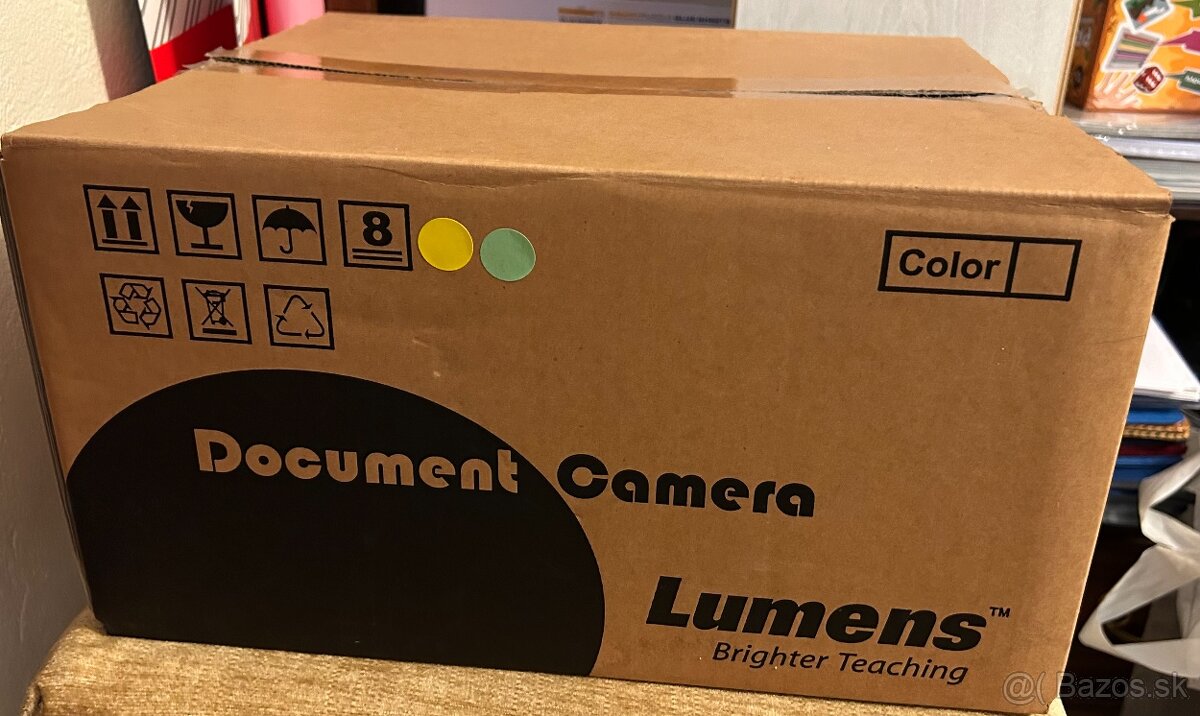 8
Color
Document Camera
Lumens™
Brighter Teaching
@( Bazos.sk